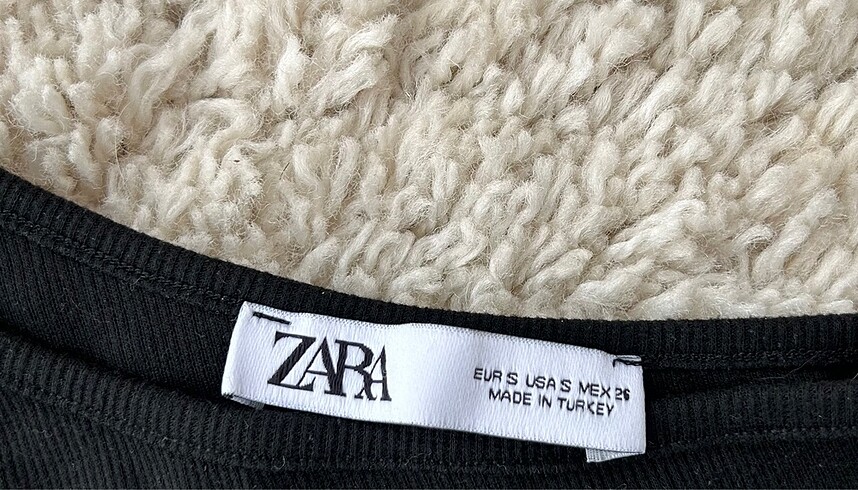 ZARA
EUR S USA S MEX 26
MADE IN TURKEY